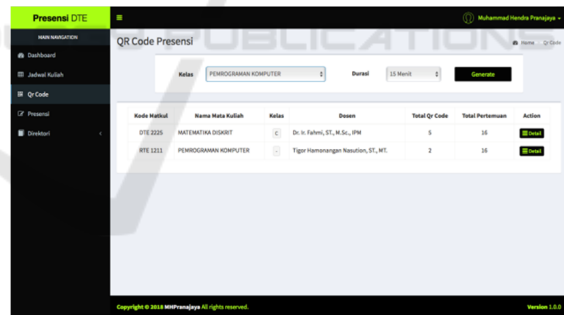 Presensi DTE
Muhammad Hendra Pranajaya
MAIN NAVIGATION
QR Code Presensi
Home Qr Code
Dashboard
Jadwal Kuliah
Qr Code
Presensi
Direktori
Kelas PEMROGRAMAN KOMPUTER Durasi 15 Menit Generate
Kode Matkul Nama Mata Kuliah Kelas Dosen Total Qr Code Total Pertemuan Action
DTE 2225 MATEMATIKA DISKRIT C Dr. Ir. Fahmi, ST., M.Sc., IPM 5 16 Detail
RTE 1211 PEMROGRAMAN KOMPUTER - Tigor Hamonangan Nasution, ST., MT. 2 16 Detail
Copyright © 2018 MHPranajaya All rights reserved.
Version 1.0.0